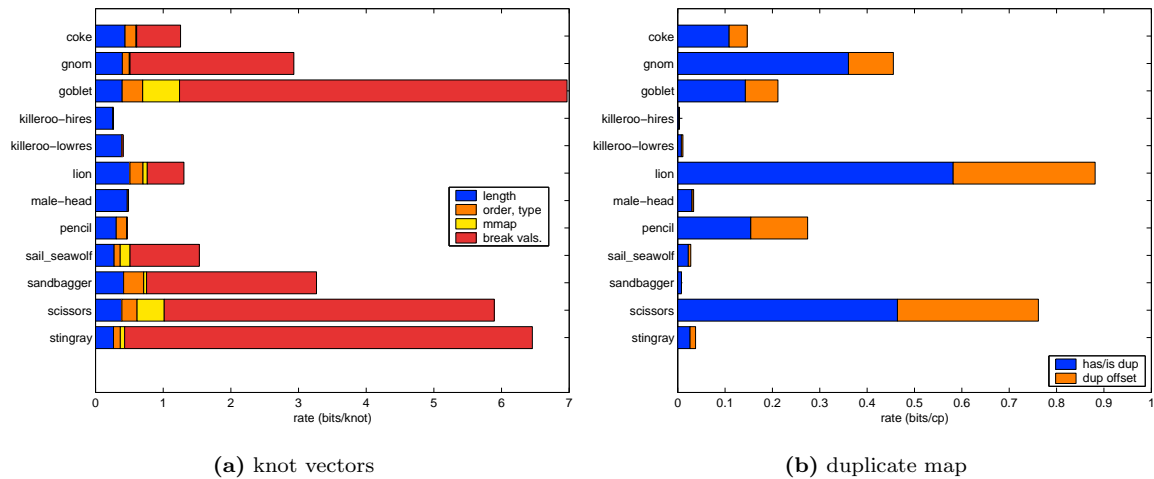 coke
gnom
goblet
killeroo−hires
killeroo−lowres
lion
male−head
pencil
sail_seawolf
sandbagger
scissors
stingray
0 1 2 3 4 5 6 7
rate (bits/knot)
length
order, type
mmap
break vals.
(a) knot vectors
coke
gnom
goblet
killeroo−hires
killeroo−lowres
lion
male−head
pencil
sail_seawolf
sandbagger
scissors
stingray
0 0.1 0.2 0.3 0.4 0.5 0.6 0.7 0.8 0.9 1
rate (bits/cp)
has/is dup
dup offset
(b) duplicate map